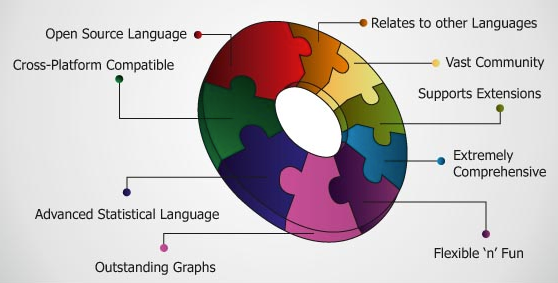 Relates to other Languages
Open Source Language
Vast Community
Cross-Platform Compatible
Supports Extensions
Extremely
Comprehensive
Advanced Statistical Language
Flexible ‘n’ Fun
Outstanding Graphs